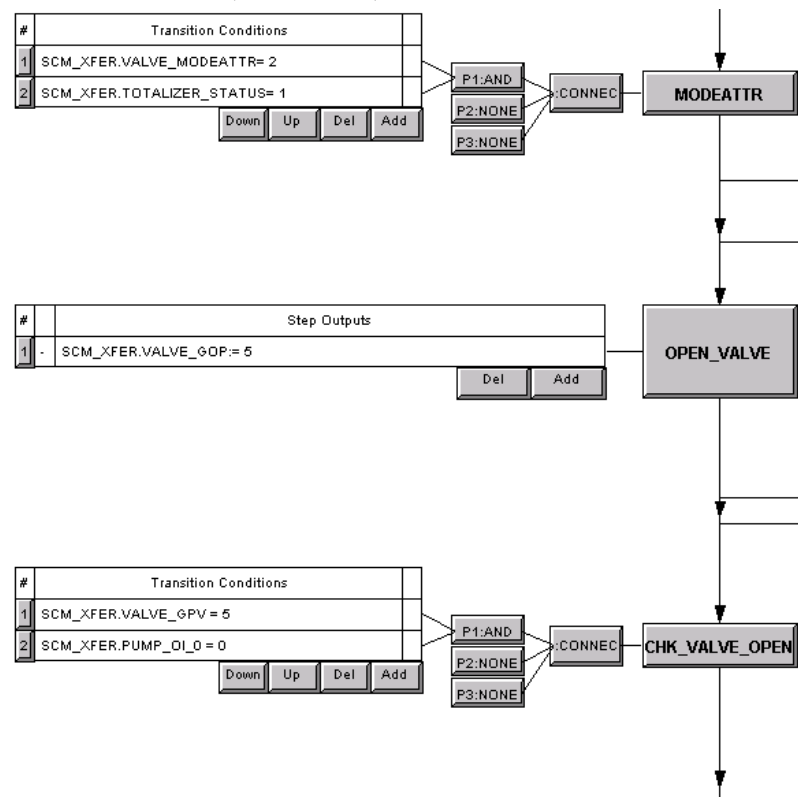 # Transition Conditions
1 SCM_XFER.VALVE_MODEATTR= 2
2 SCM_XFER.TOTALIZER_STATUS= 1
Down Up Del Add
P1:AND
P2:NONE
P3:NONE
:CONNEC
MODEATTR
# Step Outputs
1 - SCM_XFER.VALVE_GOP:= 5
Del Add
OPEN_VALVE
# Transition Conditions
1 SCM_XFER.VALVE_GPV = 5
2 SCM_XFER.PUMP_OI_0 = 0
Down Up Del Add
P1:AND
P2:NONE
P3:NONE
:CONNEC
CHK_VALVE_OPEN